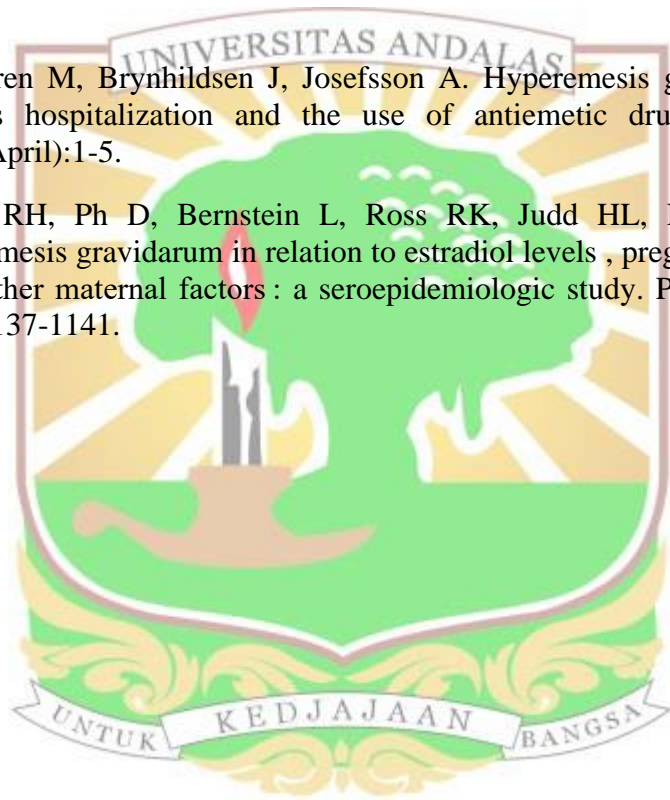 UNIVERSITAS ANDALAS
ren M, Brynhildsen J, Josefsson A. Hyperemesis g
s hospitalization and the use of antiemetic dru
April):1-5.
RH, Ph D, Bernstein L, Ross RK, Judd HL,
mesis gravidarum in relation to estradiol levels , preg
ther maternal factors : a seroepidemiologic study. P
137-1141.
UNTUK KEDJAJAAN BANGSA